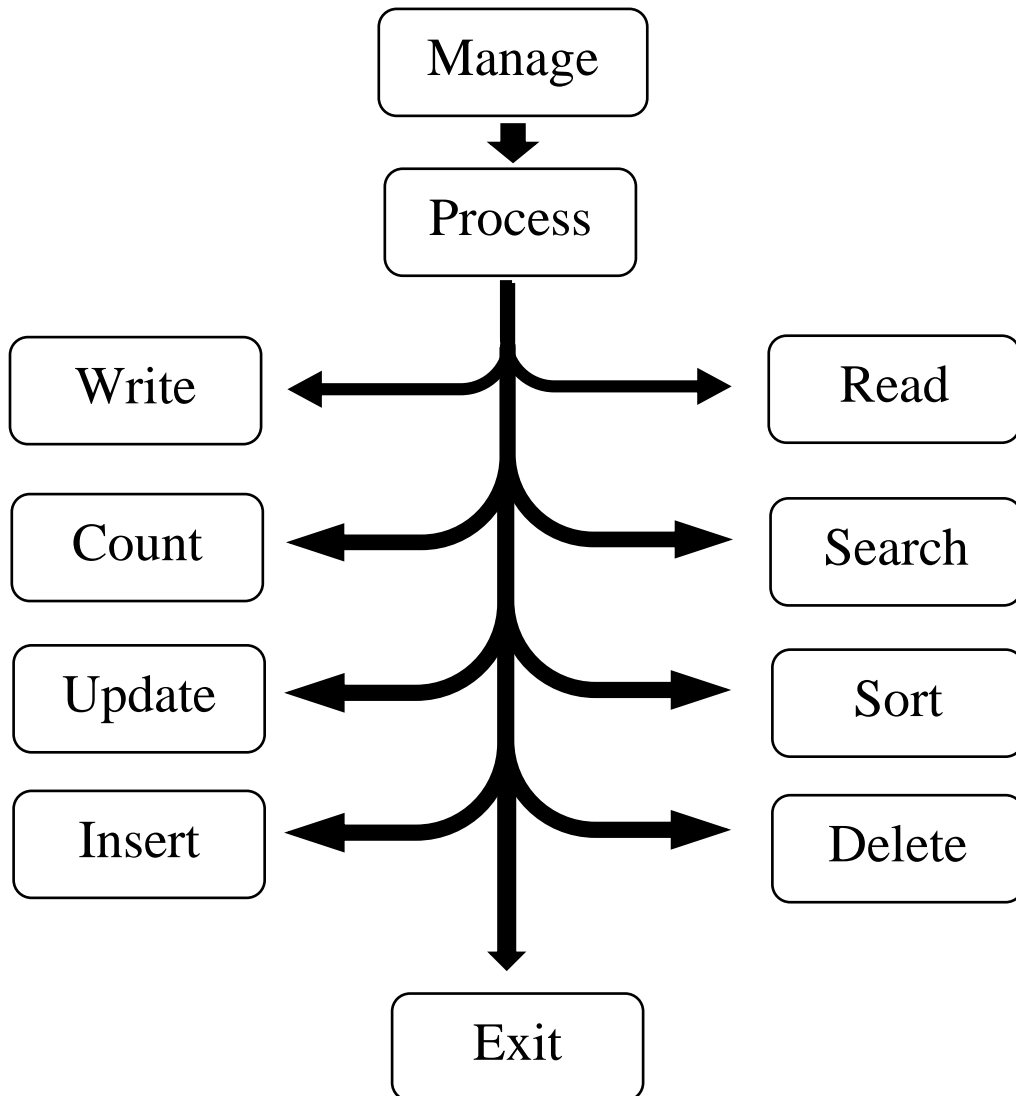 Manage
Process
Write
Read
Count
Search
Update
Sort
Insert
Delete
Exit